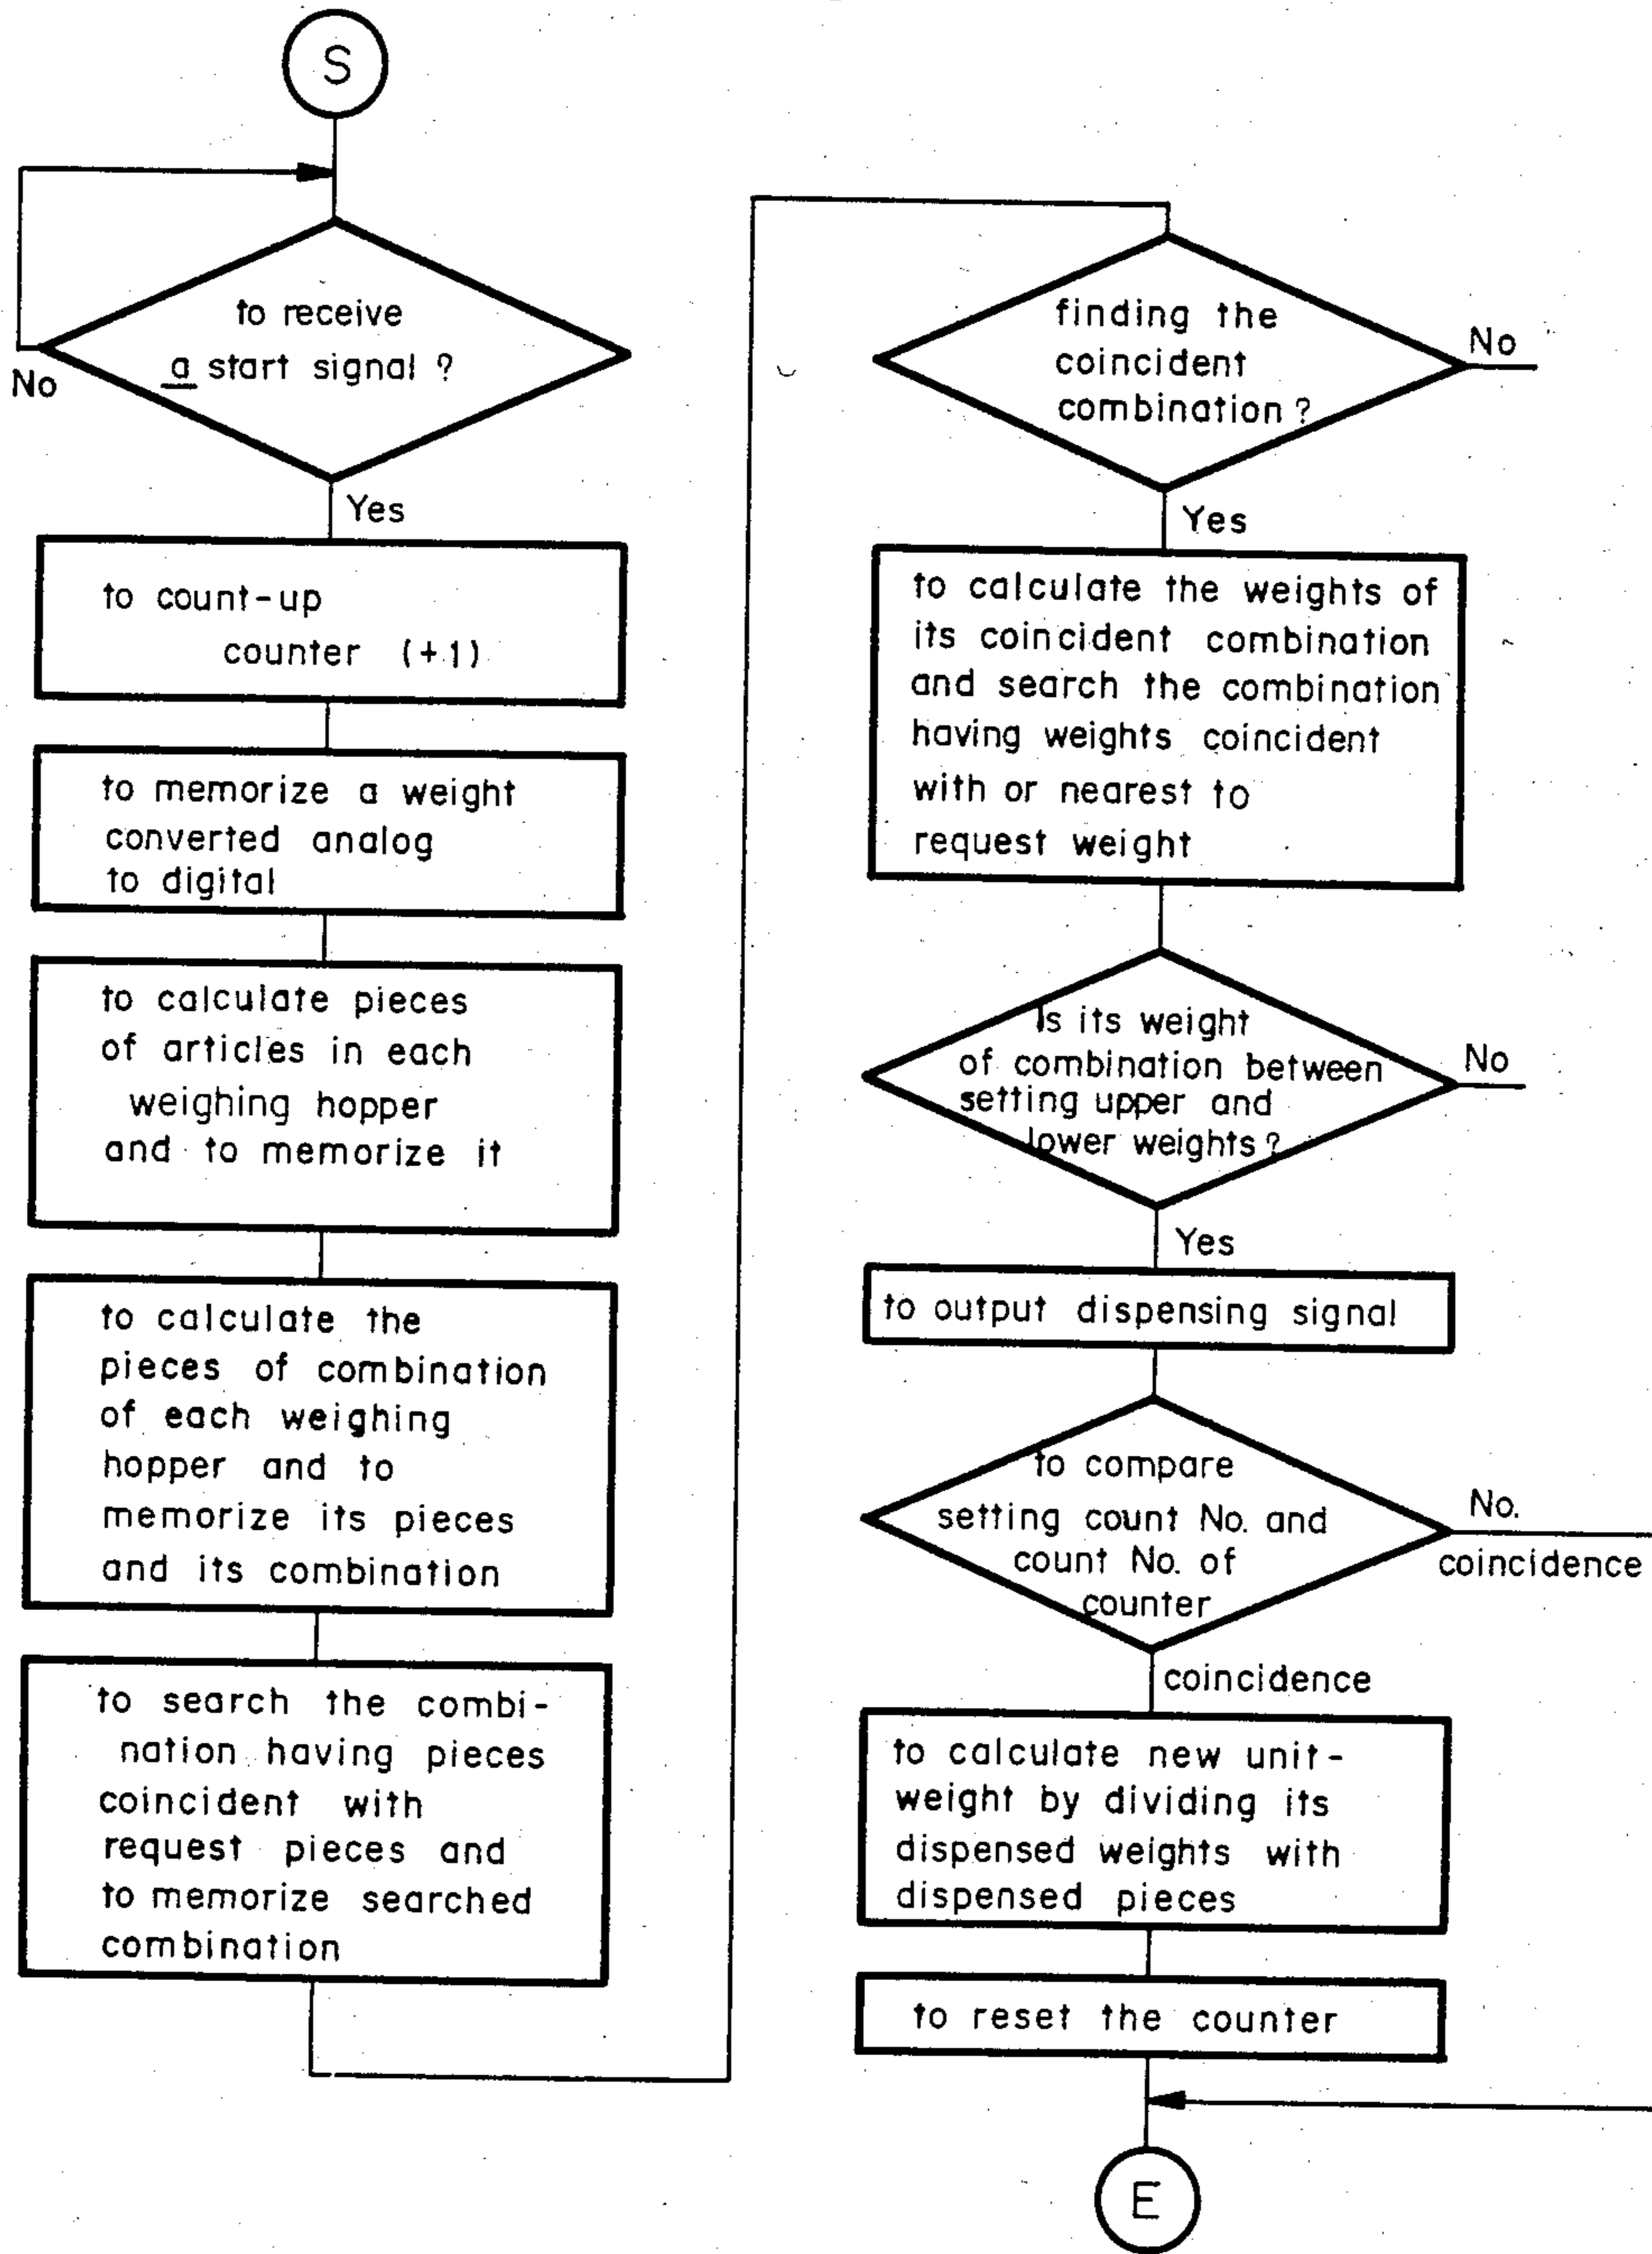 S
to receive
a start signal ?
No
Yes
to count-up
counter (+1)
to memorize a weight
converted analog
to digital
to calculate pieces
of articles in each
weighing hopper
and to memorize it
to calculate the
pieces of combination
of each weighing
hopper and to
memorize its pieces
and its combination
to search the combi-
nation having pieces
coincident with
request pieces and
to memorize searched
combination
finding the
coincident
combination ?
No
Yes
to calculate the weights of
its coincident combination
and search the combination
having weights coincident
with or nearest to
request weight
Is its weight
of combination between
setting upper and
lower weights ?
No
Yes
to output dispensing signal
to compare
setting count No. and
count No. of
counter
No.
coincidence
coincidence
to calculate new unit-
weight by dividing its
dispensed weights with
dispensed pieces
to reset the counter
E